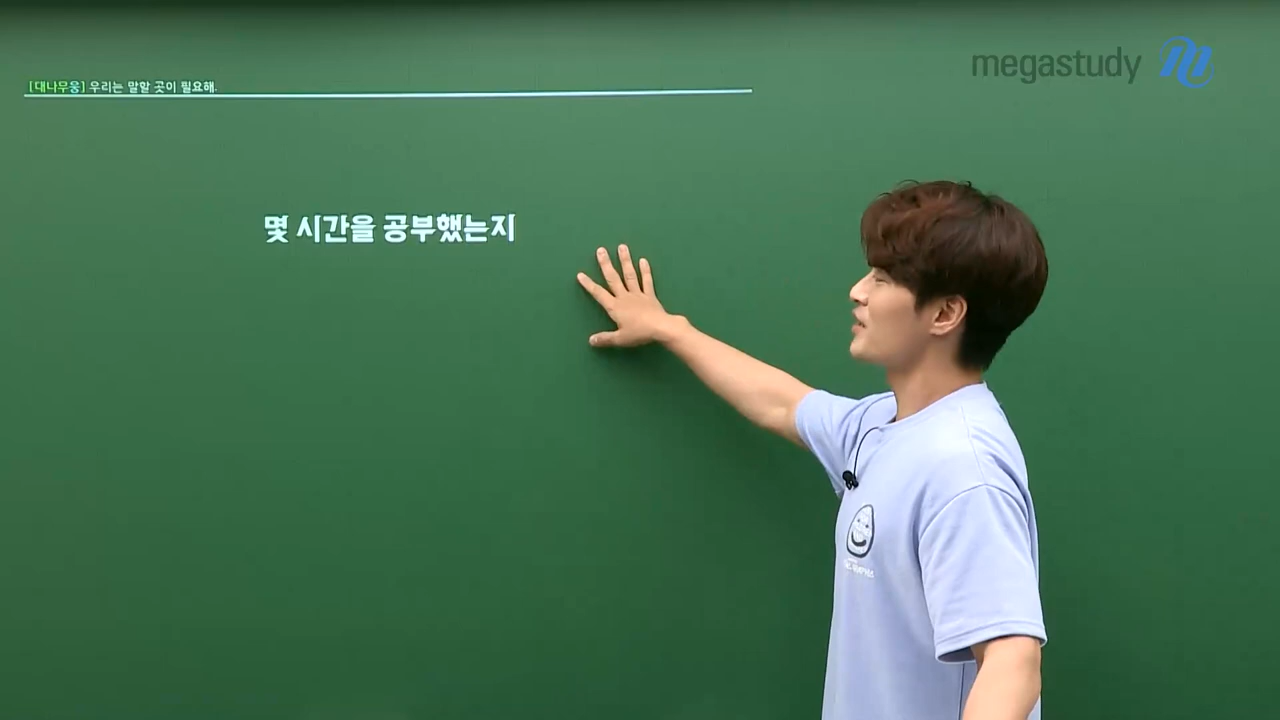 megastudy
[대나무웅] 우리는 말할 곳이 필요해.
몇 시간을 공부했는지